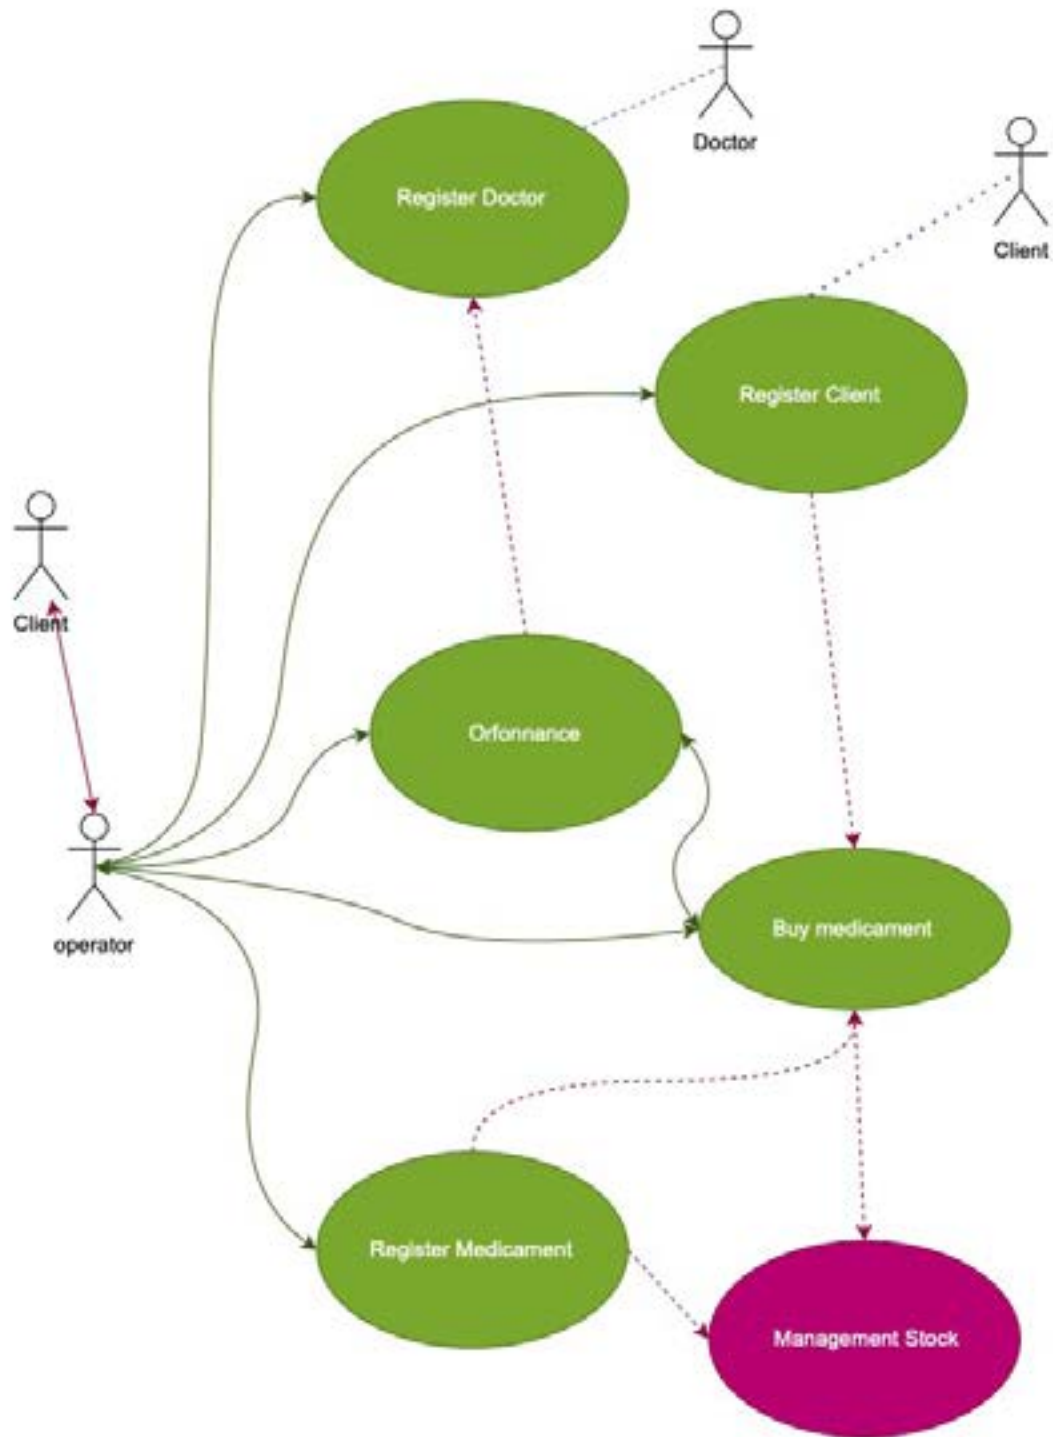 Doctor
Client
Register Doctor
Register Client
Client
Orfonnance
operator
Buy medicament
Register Medicament
Management Stock